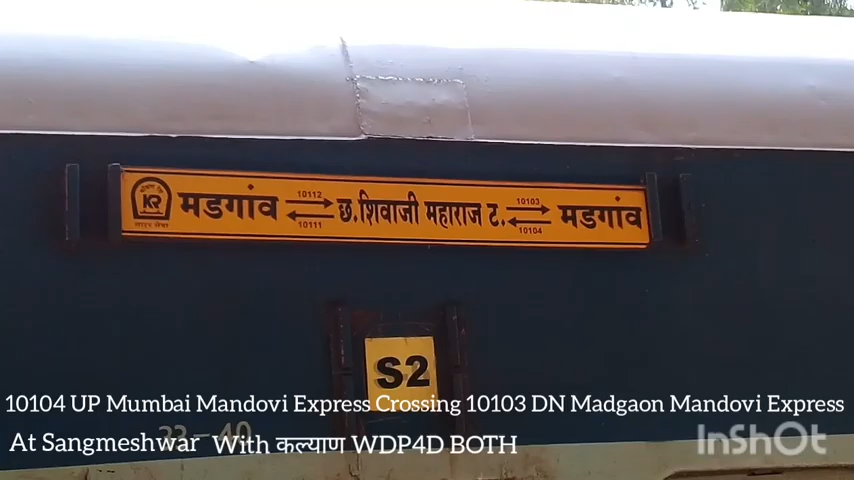 KR मडगांव 10112 10111 छ.शिवाजी महाराज ट. 10103 10104 मडगांव
S2
10104 UP Mumbai Mandovi Express Crossing 10103 DN Madgaon Mandovi Express
At Sangmeshwar With कल्याण WDP4D BOTH
InShOt